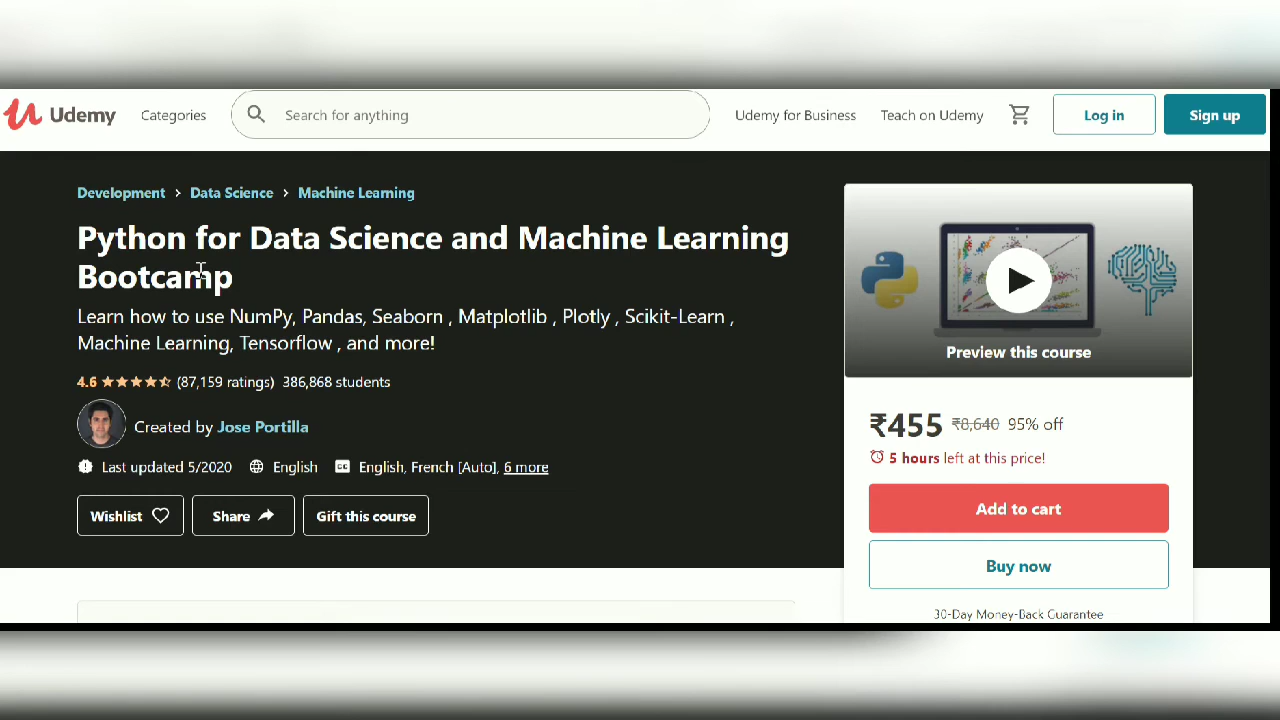 Udemy
Categories
Search for anything
Udemy for Business
Teach on Udemy
Log in
Sign up
Development > Data Science > Machine Learning
Python for Data Science and Machine Learning
Bootcamp
Learn how to use NumPy, Pandas, Seaborn , Matplotlib , Plotly , Scikit-Learn ,
Machine Learning, Tensorflow , and more!
4.6 (87,159 ratings) 386,868 students
Created by Jose Portilla
Last updated 5/2020 English English, French [Auto], 6 more
Wishlist Share Gift this course
Preview this course
₹455 ₹8,640 95% off
5 hours left at this price!
Add to cart
Buy now
30-Day Money-Back Guarantee